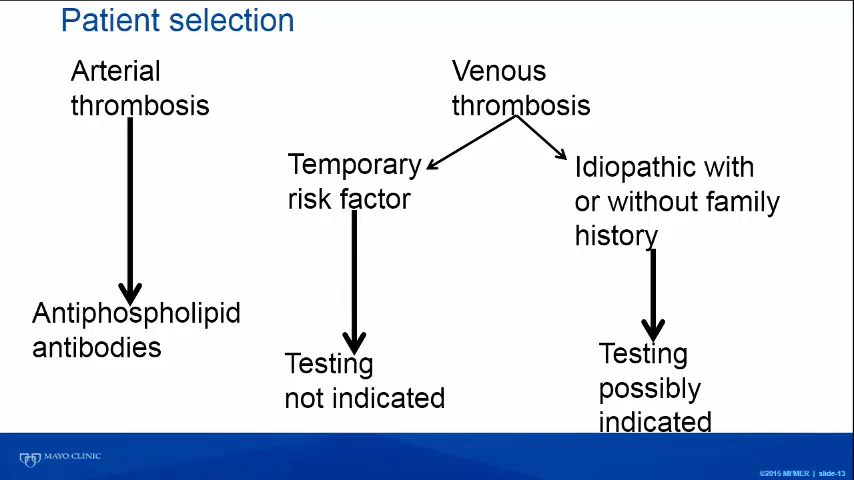 Patient selection
Arterial
thrombosis
Antiphospholipid
antibodies
Venous
thrombosis
Temporary
risk factor
Testing
not indicated
Idiopathic with
or without family
history
Testing
possibly
indicated
MAYO CLINIC
©2015 MFMER | slide-13